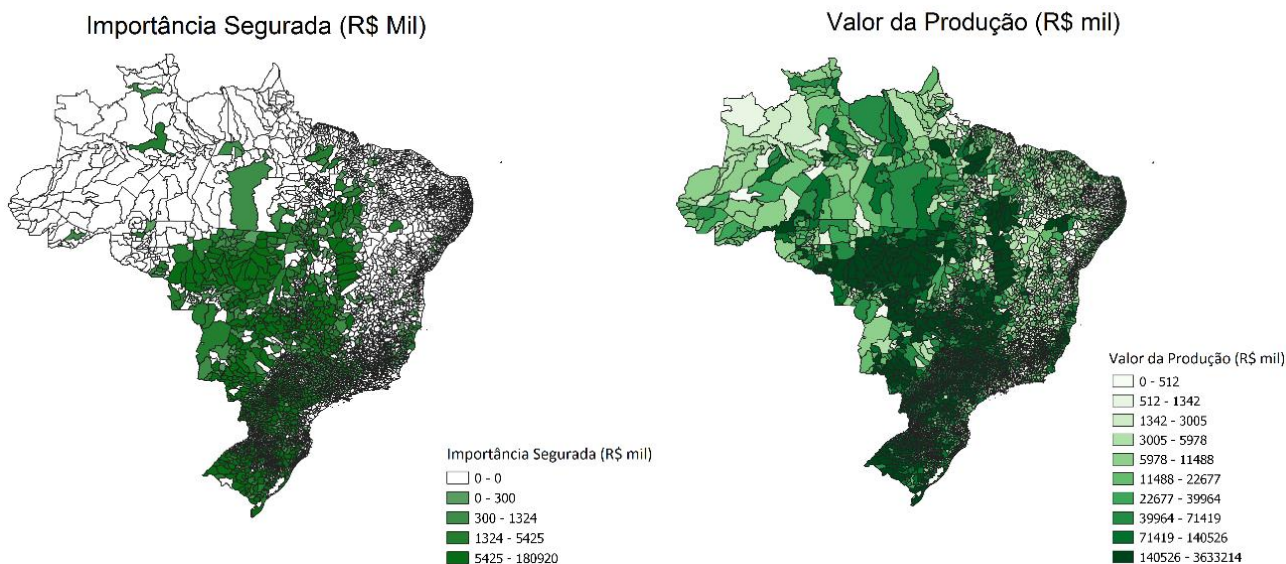 Importância Segurada (R$ Mil)
Importância Segurada (R$ mil)
0 - 0
0 - 300
300 - 1324
1324 - 5425
5425 - 180920
Valor da Produção (R$ mil)
Valor da Produção (R$ mil)
0 - 512
512 - 1342
1342 - 3005
3005 - 5978
5978 - 11488
11488 - 22677
22677 - 39964
39964 - 71419
71419 - 140526
140526 - 3633214